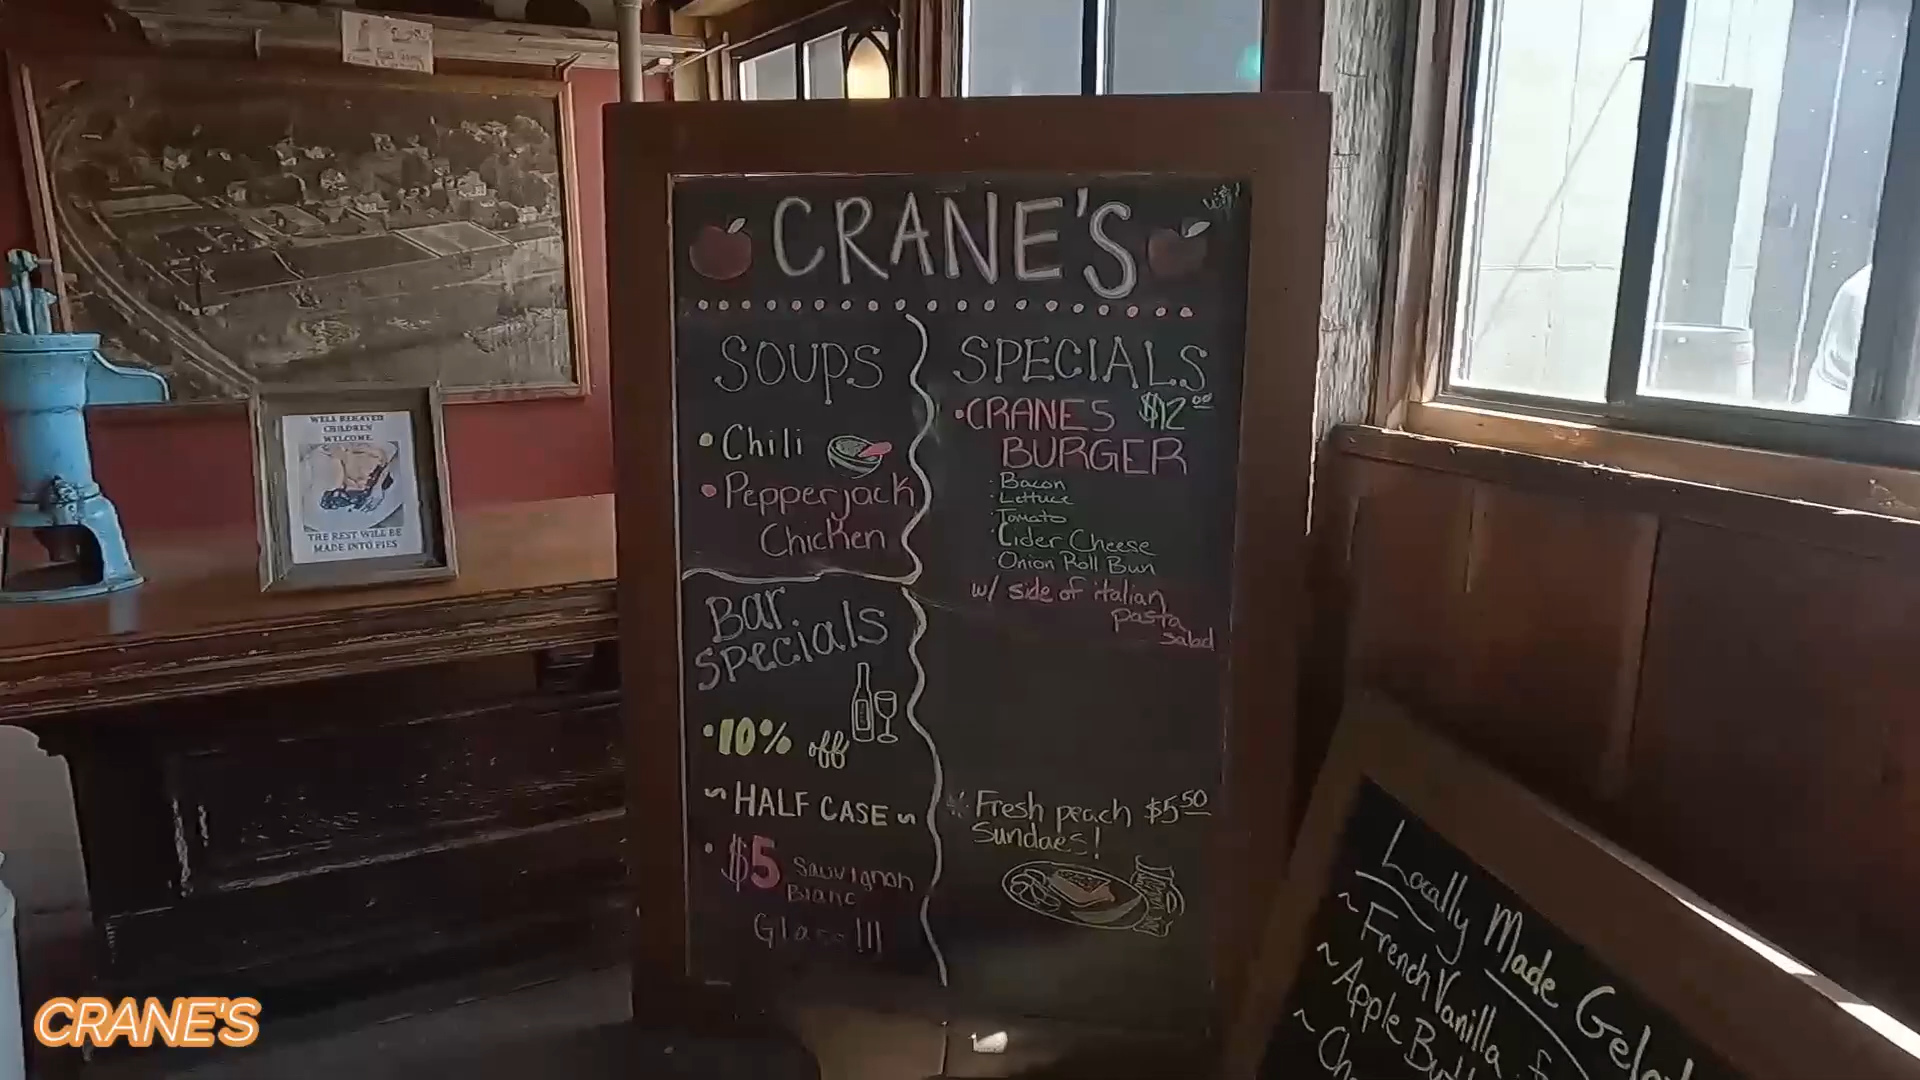 WELL BEHAVED
CHILDREN
WELCOME
THE REST WILL BE
MADE INTO PIES
CRANE'S
SOUPS
• Chili
• Pepperjack
Chicken
Bar
Specials
• 10% off
~ HALF CASE ~
• $5 Sauvignon
Blanc
Glass!!!
SPECIALS
• CRANES $12.00
BURGER
· Bacon
· Lettuce
· Tomato
· Cider Cheese
· Onion Roll Bun
w/ side of italian
pasta
salad
Fresh peach $5.50
Sundaes!
Locally Made
~ French Vanilla
~ Apple
CRANE'S